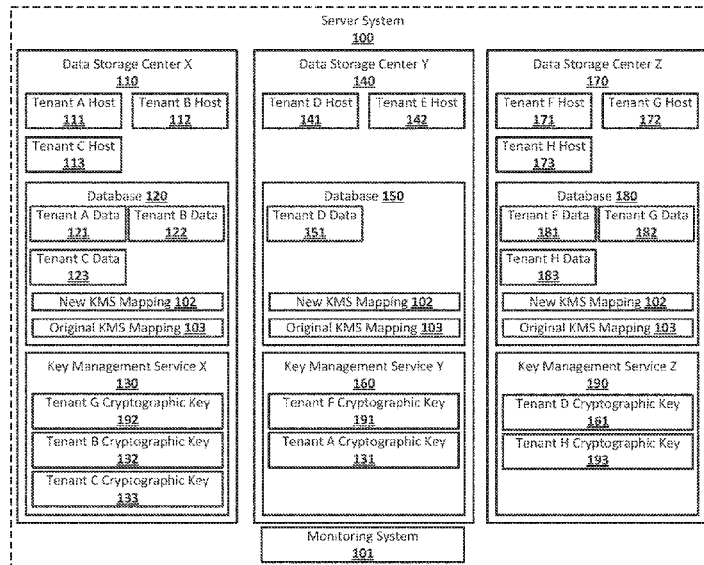 Server System
100
Data Storage Center X
110
Tenant A Host
111
Tenant B Host
112
Tenant C Host
113
Database 120
Tenant A Data
121
Tenant B Data
122
Tenant C Data
123
New KMS Mapping 102
Original KMS Mapping 103
Key Management Service X
130
Tenant G Cryptographic Key
192
Tenant B Cryptographic Key
132
Tenant C Cryptographic Key
133
Data Storage Center Y
140
Tenant D Host
141
Tenant E Host
142
Database 150
Tenant D Data
151
New KMS Mapping 102
Original KMS Mapping 103
Key Management Service Y
160
Tenant F Cryptographic Key
191
Tenant A Cryptographic Key
131
Data Storage Center Z
170
Tenant F Host
171
Tenant G Host
172
Tenant H Host
173
Database 180
Tenant F Data
181
Tenant G Data
182
Tenant H Data
183
New KMS Mapping 102
Original KMS Mapping 103
Key Management Service Z
190
Tenant D Cryptographic Key
161
Tenant H Cryptographic Key
193
Monitoring System
101